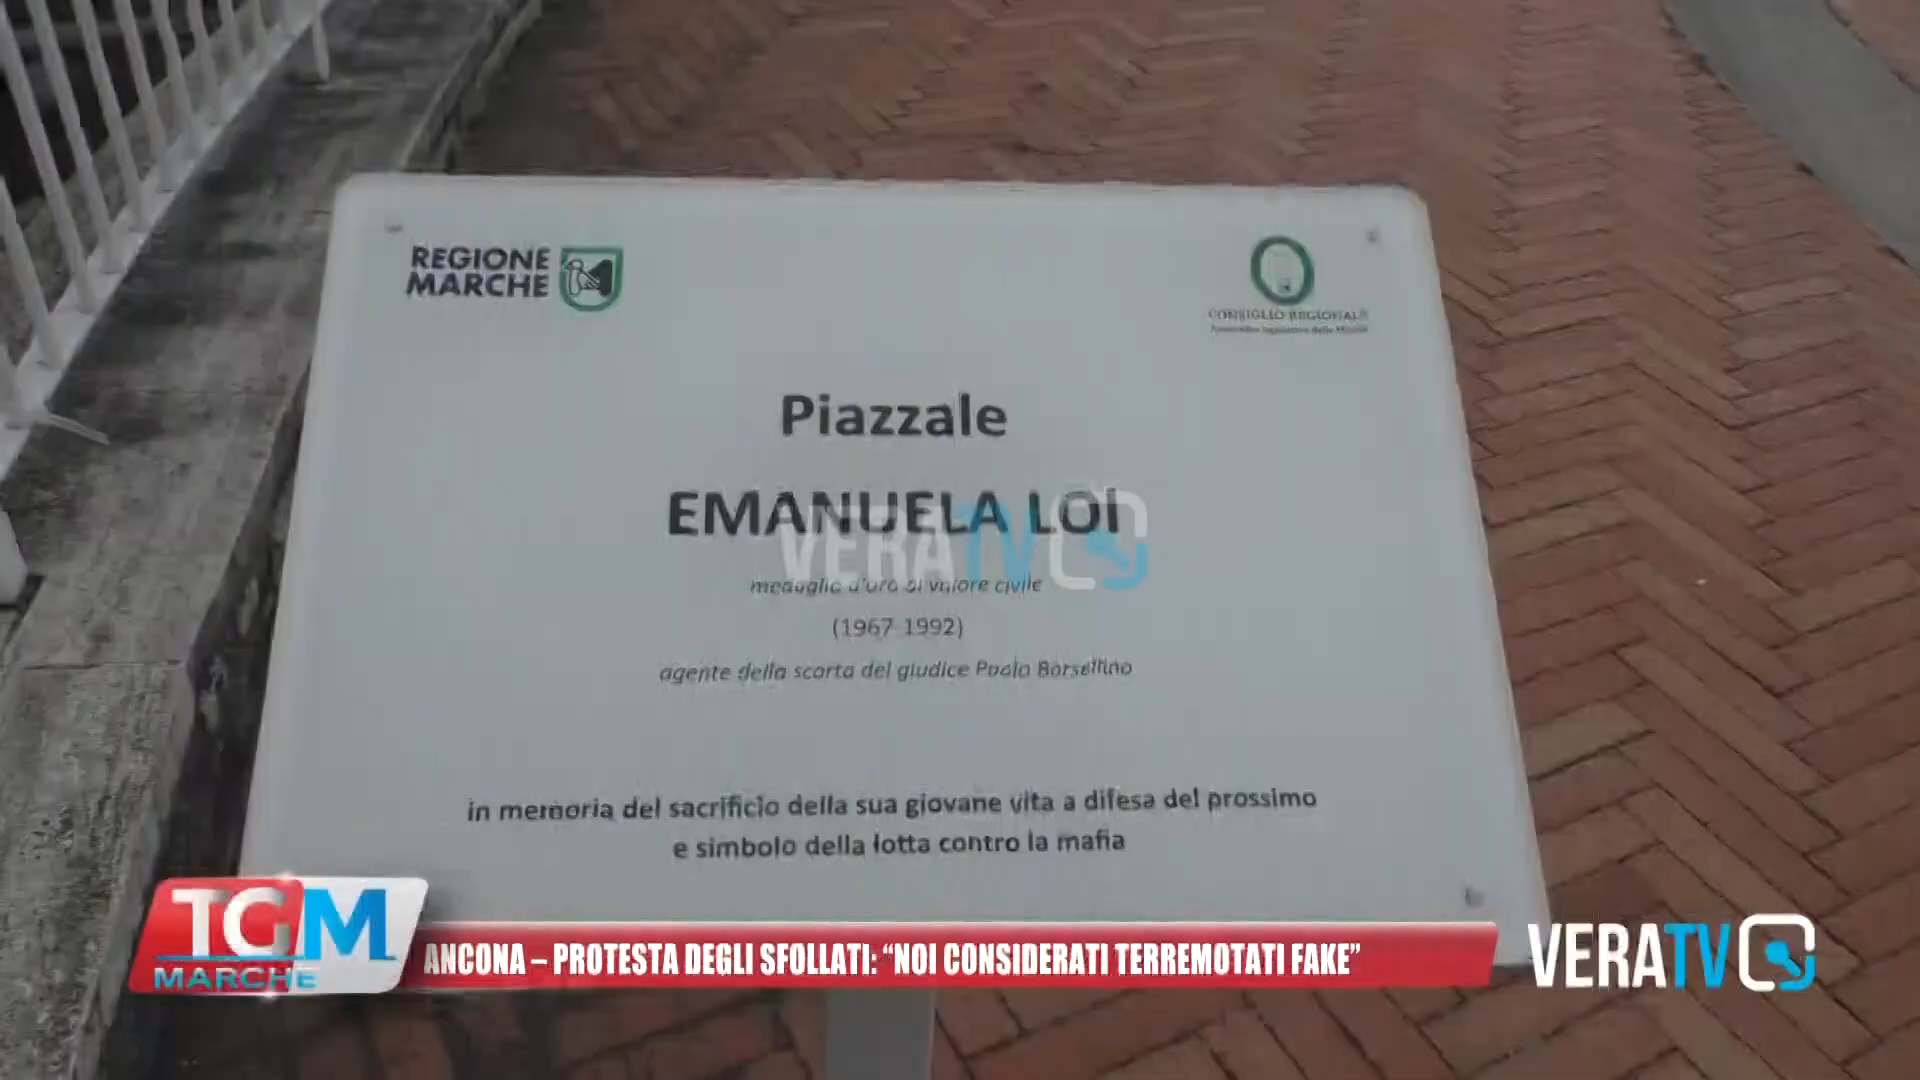 REGIONE
MARCHE
CONSIGLIO REGIONALE
Piazzale
EMANUELA LOI
VERATV
medaglia d'oro al valore civile
(1967-1992)
agente della scorta del giudice Paolo Borsellino
in memoria del sacrificio della sua giovane vita a difesa del prossimo
e simbolo della lotta contro la mafia
TGM
MARCHE
ANCONA – PROTESTA DEGLI SFOLLATI: “NOI CONSIDERATI TERREMOTATI FAKE”
VERATV